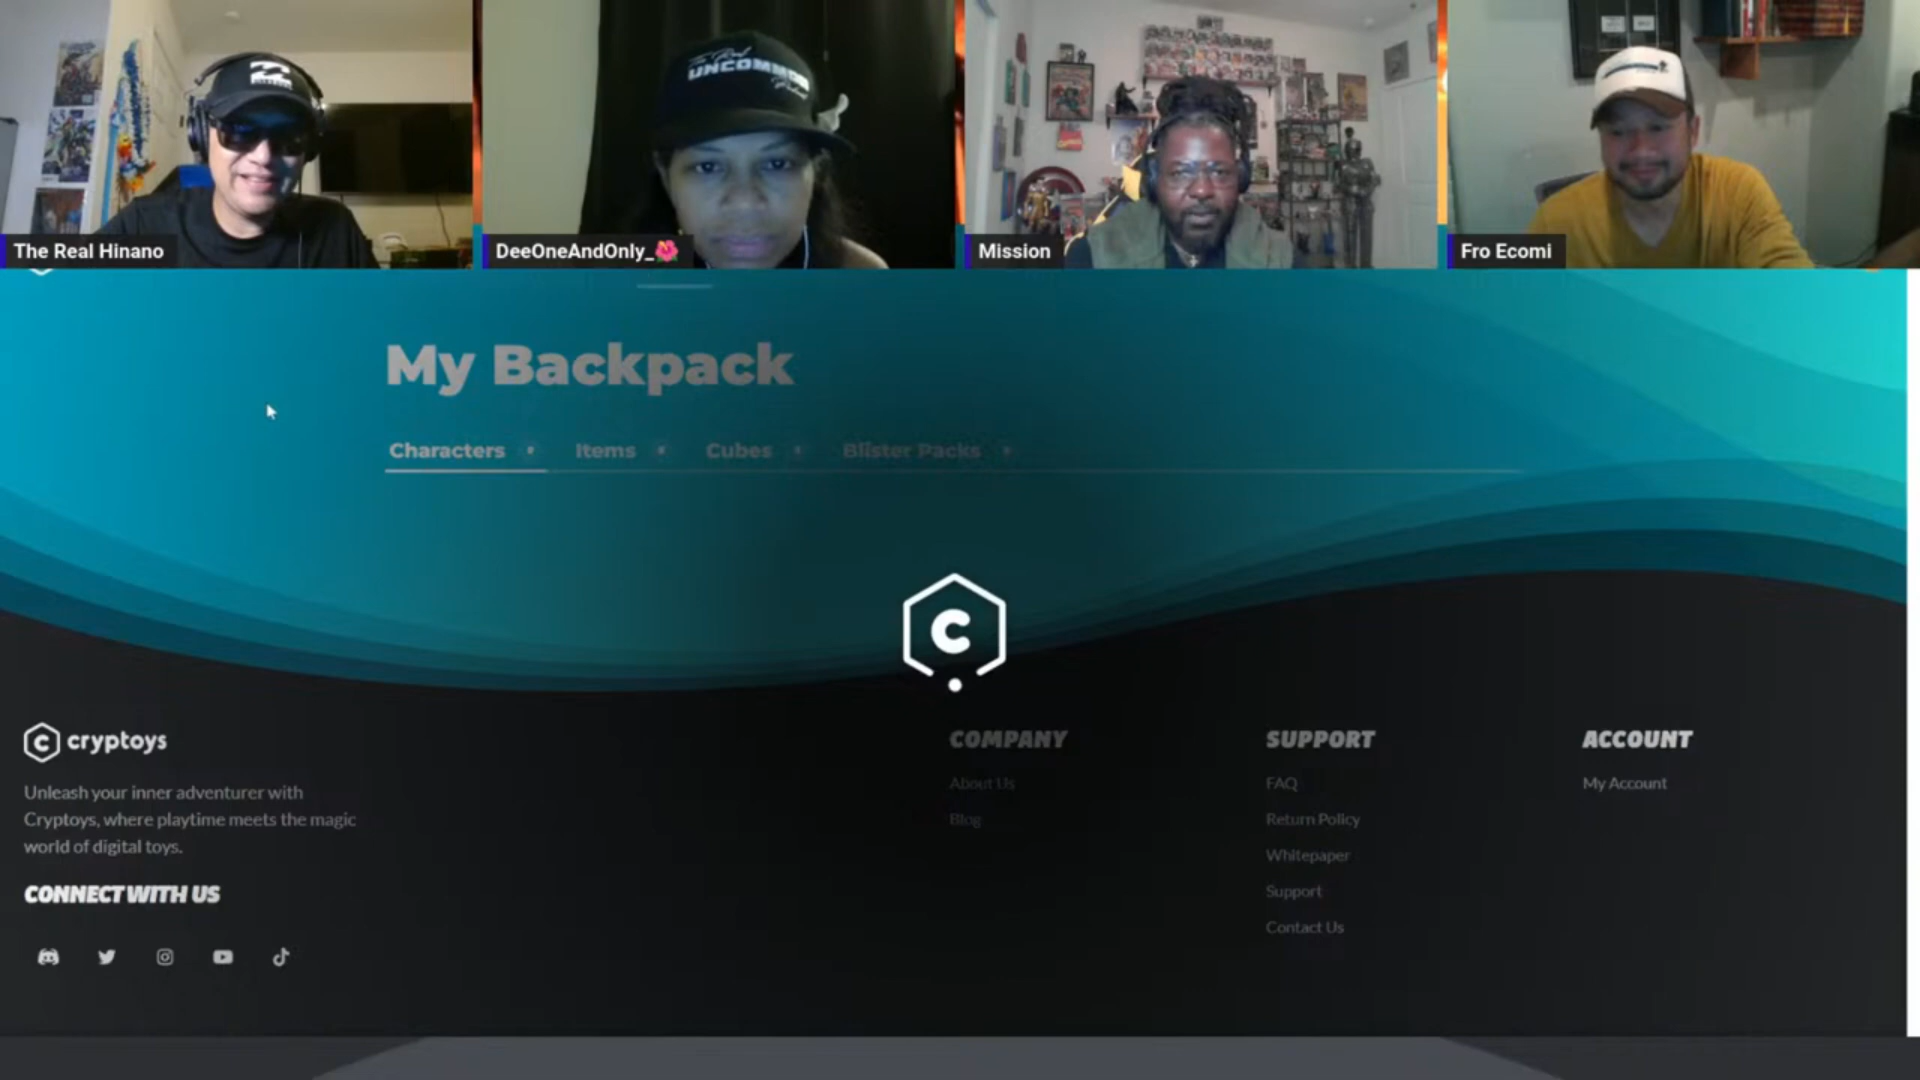 UNCOMMON
The Real Hinano
DeeOneAndOnly_🌺
Mission
Fro Ecomi
My Backpack
Characters
Items
Cubes
Blister Packs
C
cryptoys
Unleash your inner adventurer with
Cryptoys, where playtime meets the magic
world of digital toys.
CONNECT WITH US
COMPANY
About Us
Blog
SUPPORT
FAQ
Return Policy
Whitepaper
Support
Contact Us
ACCOUNT
My Account